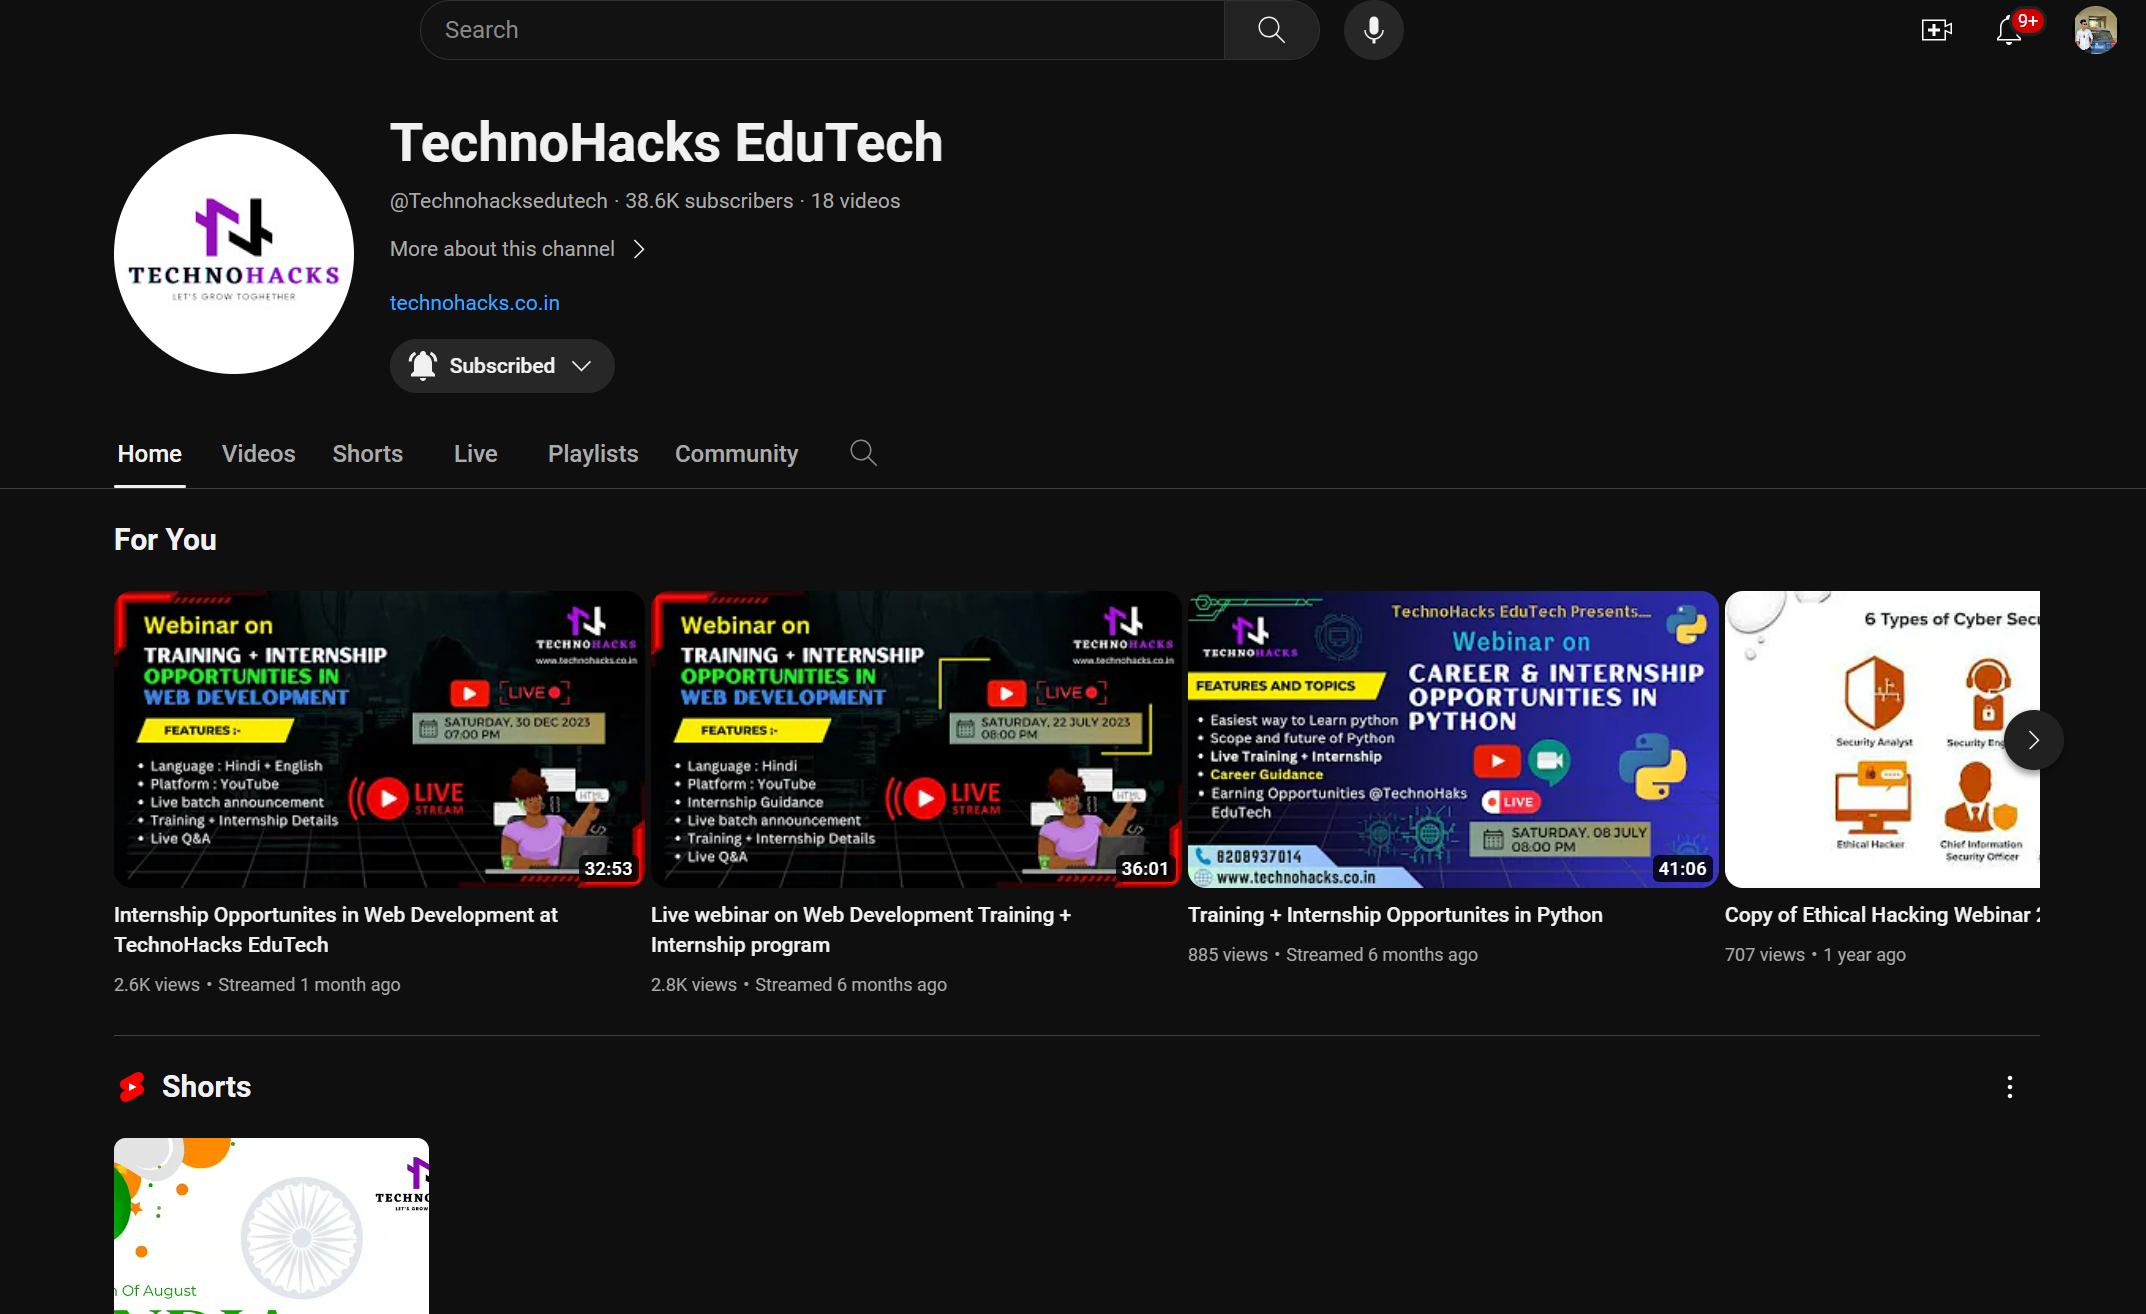 Search
9+
TechnoHacks EduTech
@Technohacksedutech · 38.6K subscribers · 18 videos
More about this channel
technohacks.co.in
Subscribed
TECHNOHACKS
LET'S GROW TOGHETHER
Home Videos Shorts Live Playlists Community
For You
Webinar on
TRAINING + INTERNSHIP
OPPORTUNITIES IN
WEB DEVELOPMENT
TECHNOHACKS
www.technohacks.co.in
LIVE
SATURDAY, 30 DEC 2023
07:00 PM
FEATURES :-
• Language : Hindi + English
• Platform : YouTube
• Live batch announcement
• Training + Internship Details
• Live Q&A
LIVE
STREAM
HTML
</>
32:53
Internship Opportunites in Web Development at
TechnoHacks EduTech
2.6K views • Streamed 1 month ago
Webinar on
TRAINING + INTERNSHIP
OPPORTUNITIES IN
WEB DEVELOPMENT
TECHNOHACKS
www.technohacks.co.in
LIVE
SATURDAY, 22 JULY 2023
08:00 PM
FEATURES :-
• Language : Hindi
• Platform : YouTube
• Internship Guidance
• Live batch announcement
• Training + Internship Details
• Live Q&A
LIVE
STREAM
HTML
</>
36:01
Live webinar on Web Development Training +
Internship program
2.8K views • Streamed 6 months ago
TECHNOHACKS
TechnoHacks EduTech Presents....
Webinar on
CAREER & INTERNSHIP
OPPORTUNITIES IN
PYTHON
FEATURES AND TOPICS
• Easiest way to Learn python
• Scope and future of Python
• Live Training + Internship
• Career Guidance
• Earning Opportunities @TechnoHaks
EduTech
LIVE
SATURDAY, 08 JULY
08:00 PM
8208937014
www.technohacks.co.in
41:06
Training + Internship Opportunites in Python
885 views • Streamed 6 months ago
6 Types of Cyber Secu
Security Analyst
Security Eng
Ethical Hacker
Chief Information
Security Officer
Copy of Ethical Hacking Webinar 2
707 views • 1 year ago
Shorts
TECHNO
LET'S GROW
Of August